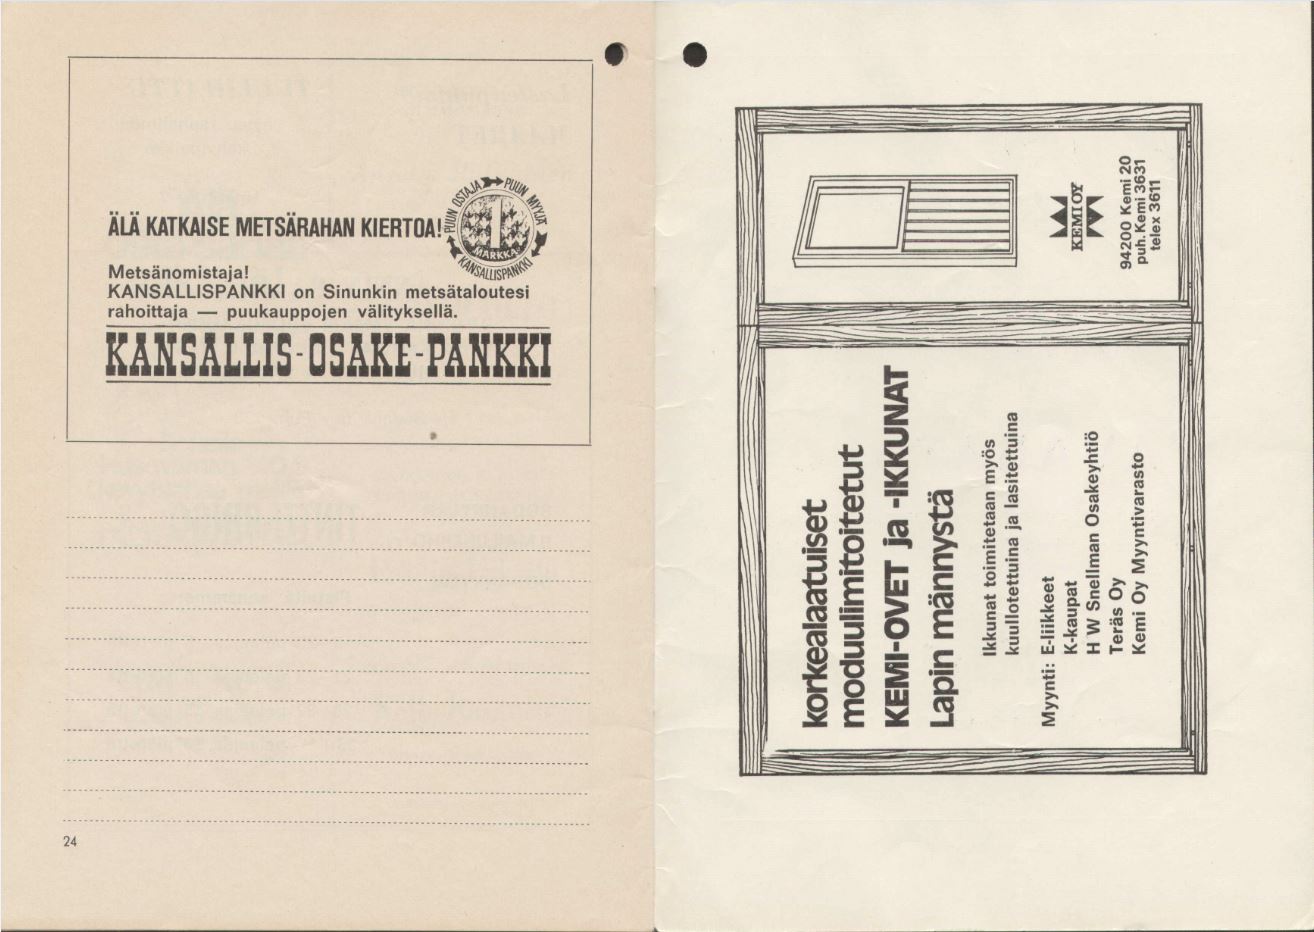 ÄLÄ KATKAISE METSÄRAHAN KIERTOA!
PUUN OSTAJA
PUUN MYYJÄ
KANSALLISPANKKI
1
MARKKA
Metsänomistaja!
KANSALLISPANKKI on Sinunkin metsätaloutesi
rahoittaja — puukauppojen välityksellä.
KANSALLIS-OSAKE-PANKKI
24
korkealaatuiset
moduulimitoitetut
KEMI-OVET ja -IKKUNAT
Lapin männystä
Ikkunat toimitetaan myös
kuullotettuina ja lasitettuina
Myynti: E-liikkeet
K-kaupat
H W Snellman Osakeyhtiö
Teräs Oy
Kemi Oy Myyntivarasto
KEMI OY
94200 Kemi 20
puh. Kemi 3631
telex 3611